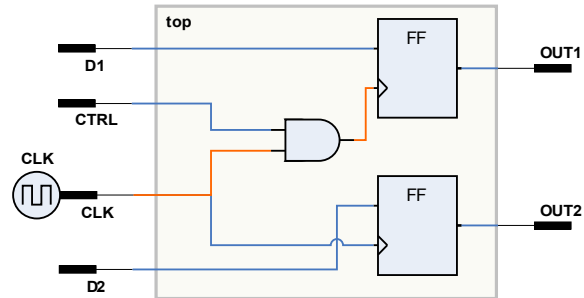 top
FF
OUT1
D1
CTRL
CLK
CLK
FF
OUT2
D2